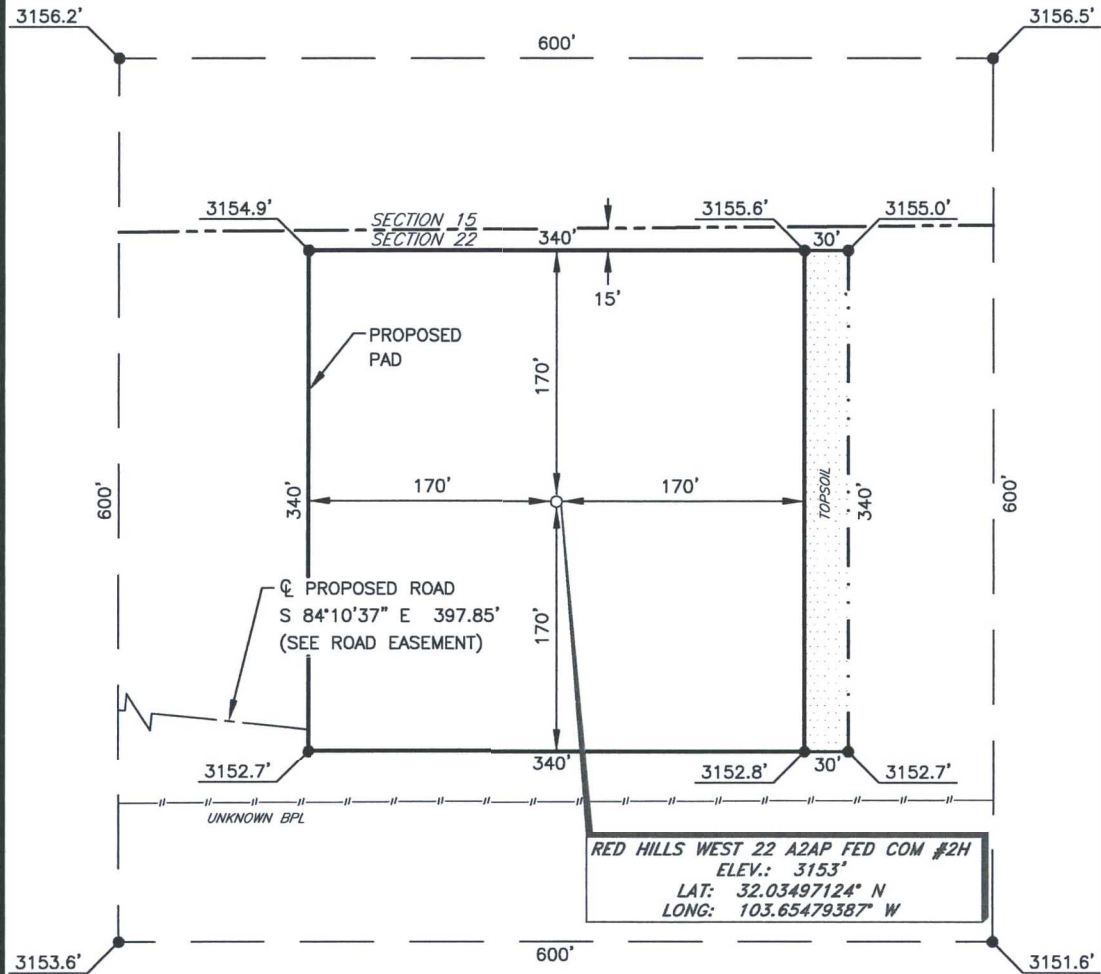 3156.2'
3156.5'
600'
3154.9'
SECTION 15
SECTION 22
340'
3155.6'
30'
3155.0'
15'
PROPOSED
PAD
170'
600'
340'
170'
170'
TOPSOIL
340'
600'
℄ PROPOSED ROAD
S 84°10'37" E 397.85'
(SEE ROAD EASEMENT)
170'
3152.7'
340'
3152.8'
30'
3152.7'
UNKNOWN BPL
RED HILLS WEST 22 A2AP FED COM #2H
ELEV.: 3153'
LAT: 32.03497124° N
LONG: 103.65479387° W
3153.6'
600'
3151.6'